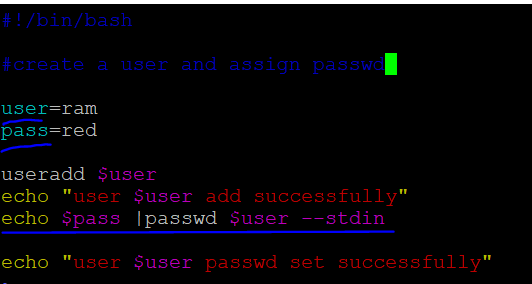 #!/bin/bash
#create a user and assign passwd
user=ram
pass=red
useradd $user
echo "user $user add successfully"
echo $pass |passwd $user --stdin
echo "user $user passwd set successfully"